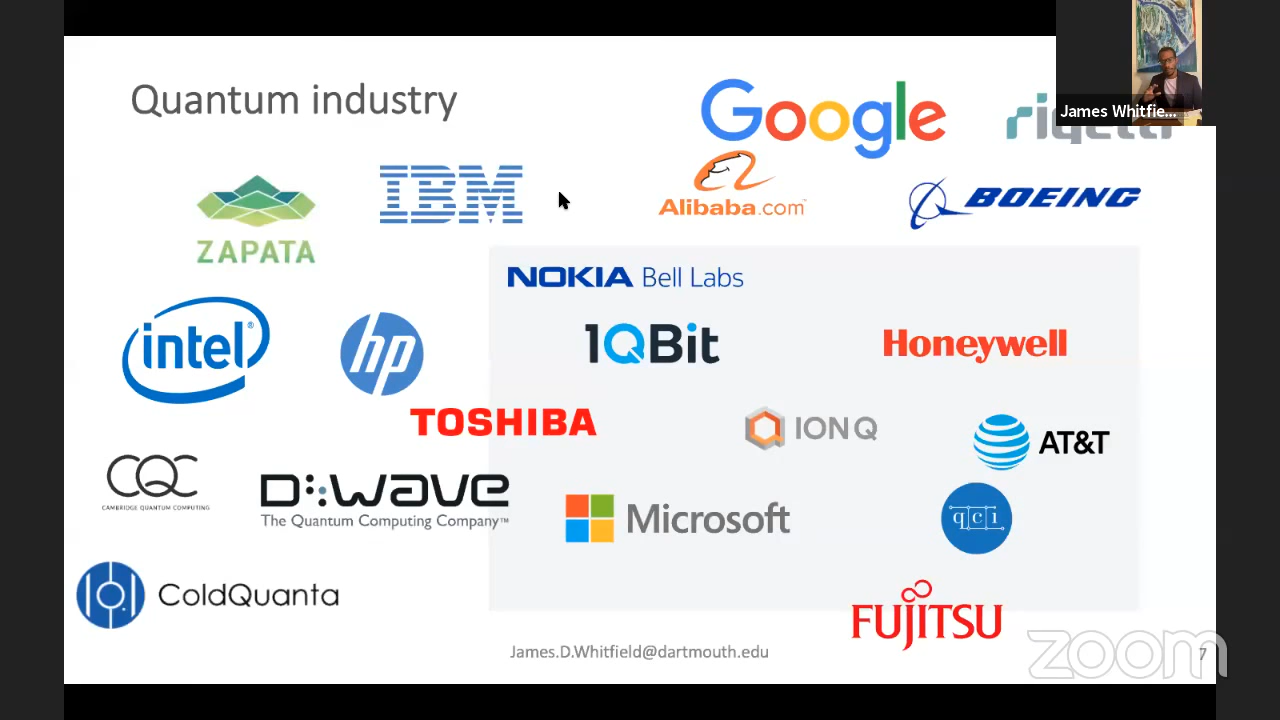 Quantum industry
Google
James Whitfie...
IBM
Alibaba.com
BOEING
ZAPATA
NOKIA Bell Labs
intel®
hp
1QBit
Honeywell
TOSHIBA
IONQ
AT&T
CQC
CAMBRIDGE QUANTUM COMPUTING
D:wave
The Quantum Computing Company™
Microsoft
qci
ColdQuanta
FUJITSU
James.D.Whitfield@dartmouth.edu
zoom
7